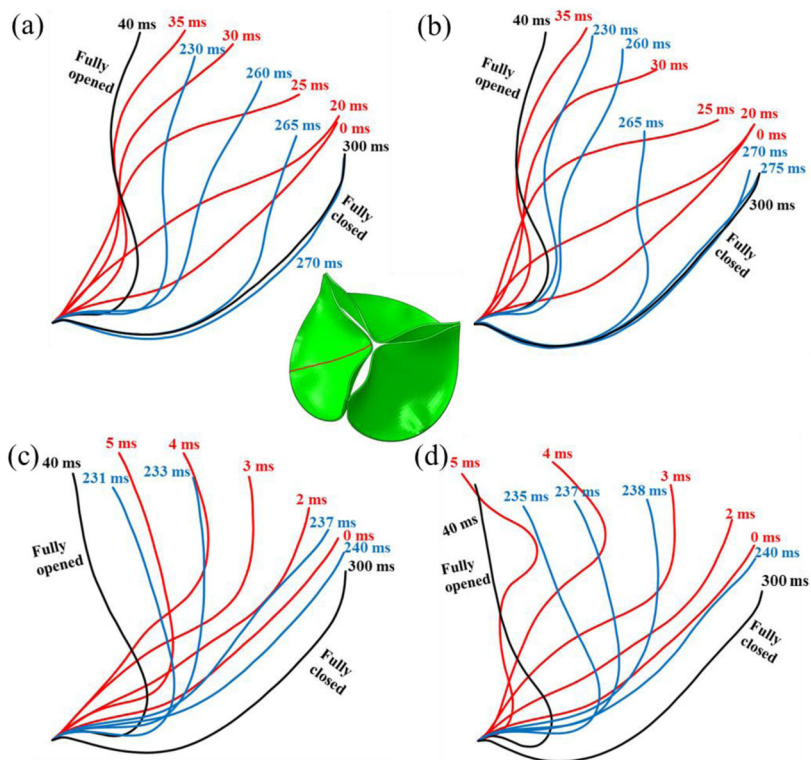 (a)
40 ms
35 ms
30 ms
230 ms
260 ms
25 ms
20 ms
0 ms
265 ms
300 ms
270 ms
Fully
opened
Fully
closed
(b)
40 ms
35 ms
230 ms
260 ms
30 ms
25 ms
20 ms
0 ms
265 ms
270 ms
275 ms
300 ms
Fully
opened
Fully
closed
(c)
40 ms
5 ms
4 ms
231 ms
233 ms
3 ms
2 ms
237 ms
0 ms
240 ms
300 ms
Fully
opened
Fully
closed
(d)
5 ms
4 ms
40 ms
235 ms
237 ms
238 ms
3 ms
2 ms
0 ms
240 ms
300 ms
Fully
opened
Fully
closed